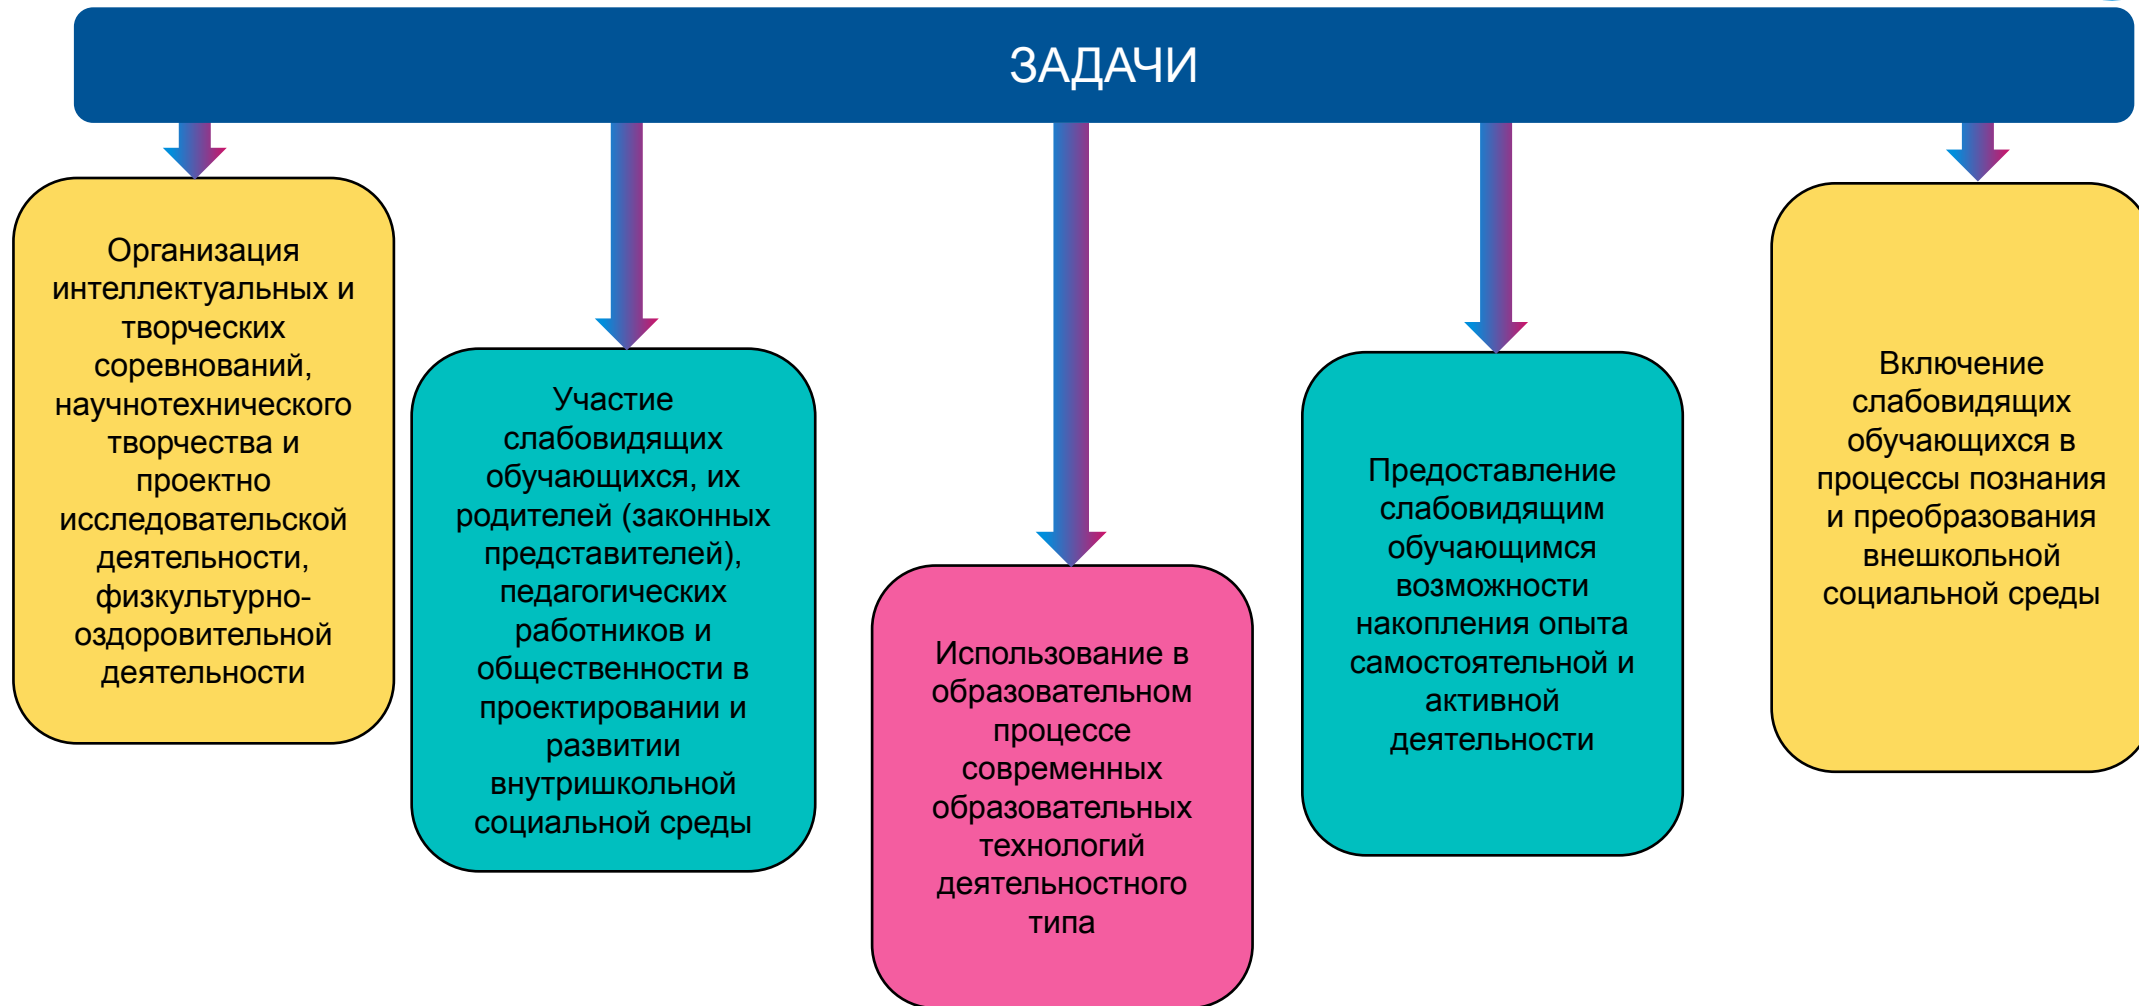 ЗАДАЧИ
Организация
интеллектуальных и
творческих
соревнований,
научнотехнического
творчества и
проектно
исследовательской
деятельности,
физкультурно-
оздоровительной
деятельности
Участие
слабовидящих
обучающихся, их
родителей (законных
представителей),
педагогических
работников и
общественности в
проектировании и
развитии
внутришкольной
социальной среды
Использование в
образовательном
процессе
современных
образовательных
технологий
деятельностного
типа
Предоставление
слабовидящим
обучающимся
возможности
накопления опыта
самостоятельной и
активной
деятельности
Включение
слабовидящих
обучающихся в
процессы познания
и преобразования
внешкольной
социальной среды